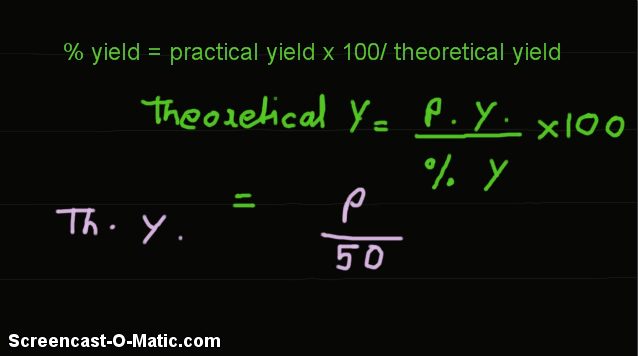 % yield = practical yield x 100/ theoretical yield
Theoretical Y = P. Y. / % Y x100
Th. Y. = P / 50
Screencast-O-Matic.com